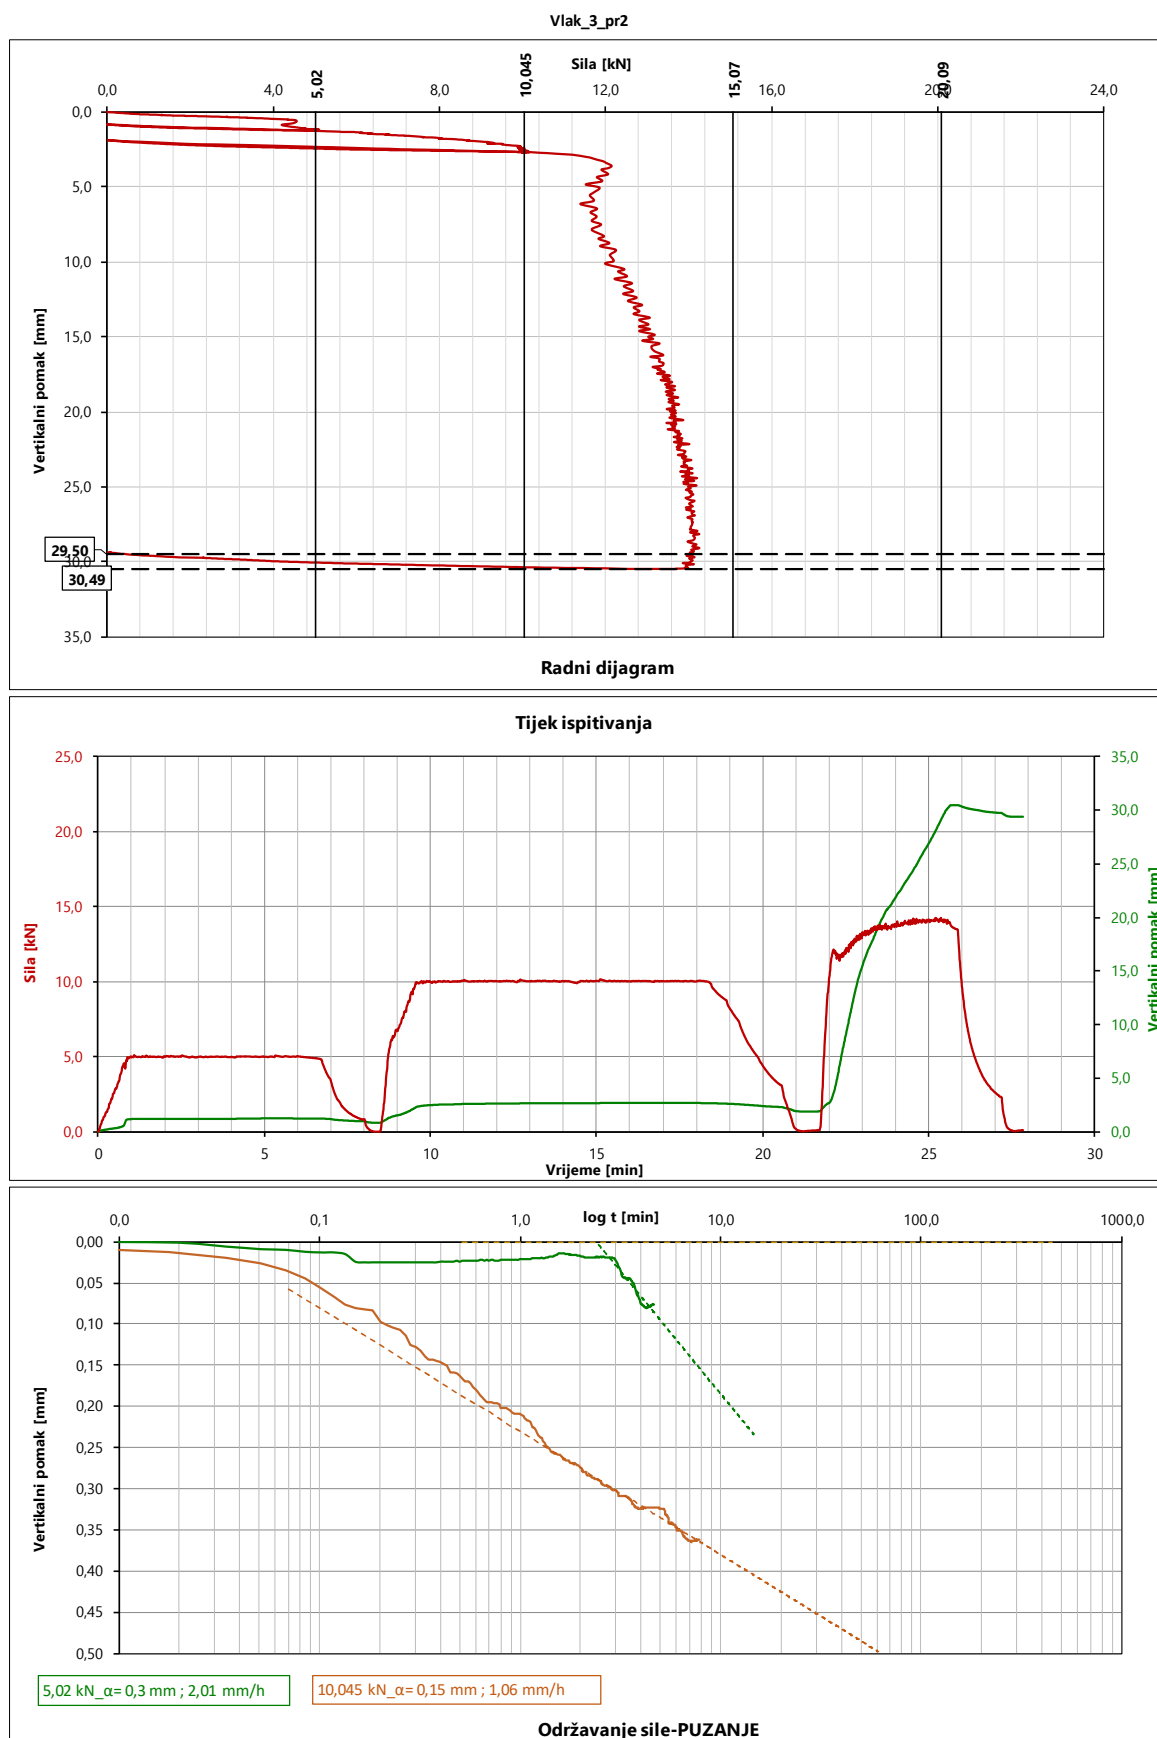 Vlak_3_pr2
Sila [kN]
5,02
10,045
15,07
20,09
0,0 4,0 8,0 12,0 16,0 20,0 24,0
0,0
5,0
10,0
15,0
20,0
25,0
30,0
35,0
Vertikalni pomak [mm]
29,50
30,49
Radni dijagram
Tijek ispitivanja
25,0
20,0
15,0
10,0
5,0
0,0
Sila [kN]
35,0
30,0
25,0
20,0
15,0
10,0
5,0
0,0
Vertikalni pomak [mm]
0 5 10 15 20 25 30
Vrijeme [min]
log t [min]
0,0 0,1 1,0 10,0 100,0 1000,0
0,00
0,05
0,10
0,15
0,20
0,25
0,30
0,35
0,40
0,45
0,50
Vertikalni pomak [mm]
5,02 kN_α= 0,3 mm ; 2,01 mm/h
10,045 kN_α= 0,15 mm ; 1,06 mm/h
Održavanje sile-PUZANJE